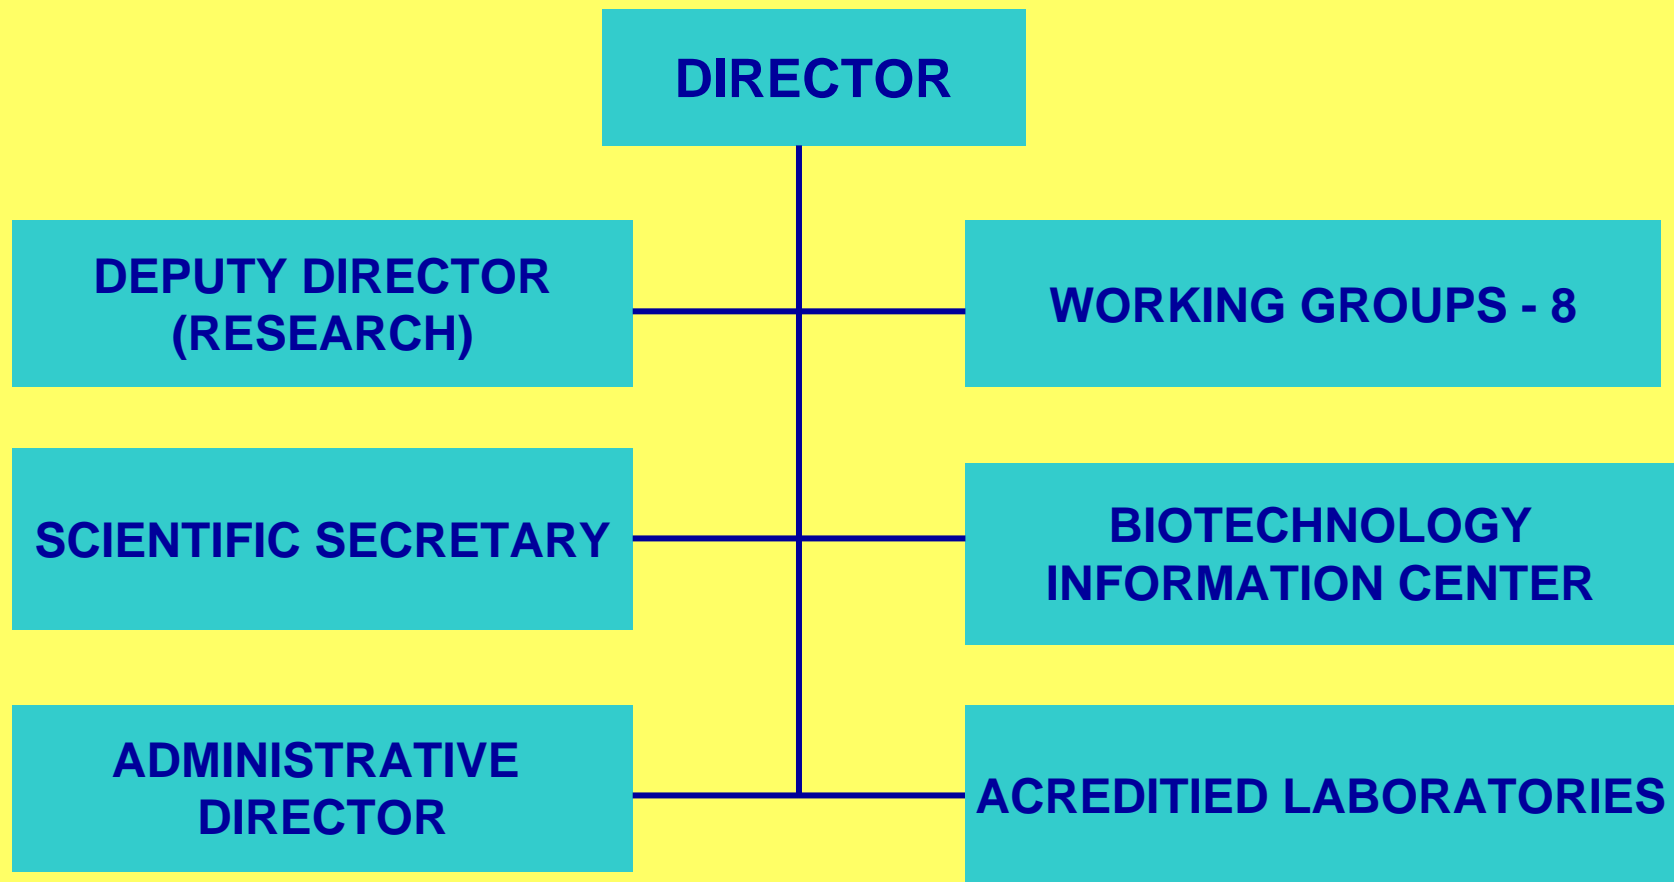 DIRECTOR
DEPUTY DIRECTOR
(RESEARCH)
WORKING GROUPS - 8
SCIENTIFIC SECRETARY
BIOTECHNOLOGY
INFORMATION CENTER
ADMINISTRATIVE
DIRECTOR
ACREDITIED LABORATORIES